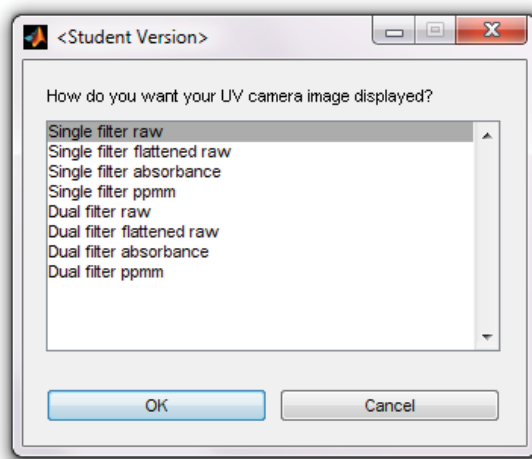 <Student Version>
How do you want your UV camera image displayed?
Single filter raw
Single filter flattened raw
Single filter absorbance
Single filter ppmm
Dual filter raw
Dual filter flattened raw
Dual filter absorbance
Dual filter ppmm
OK
Cancel